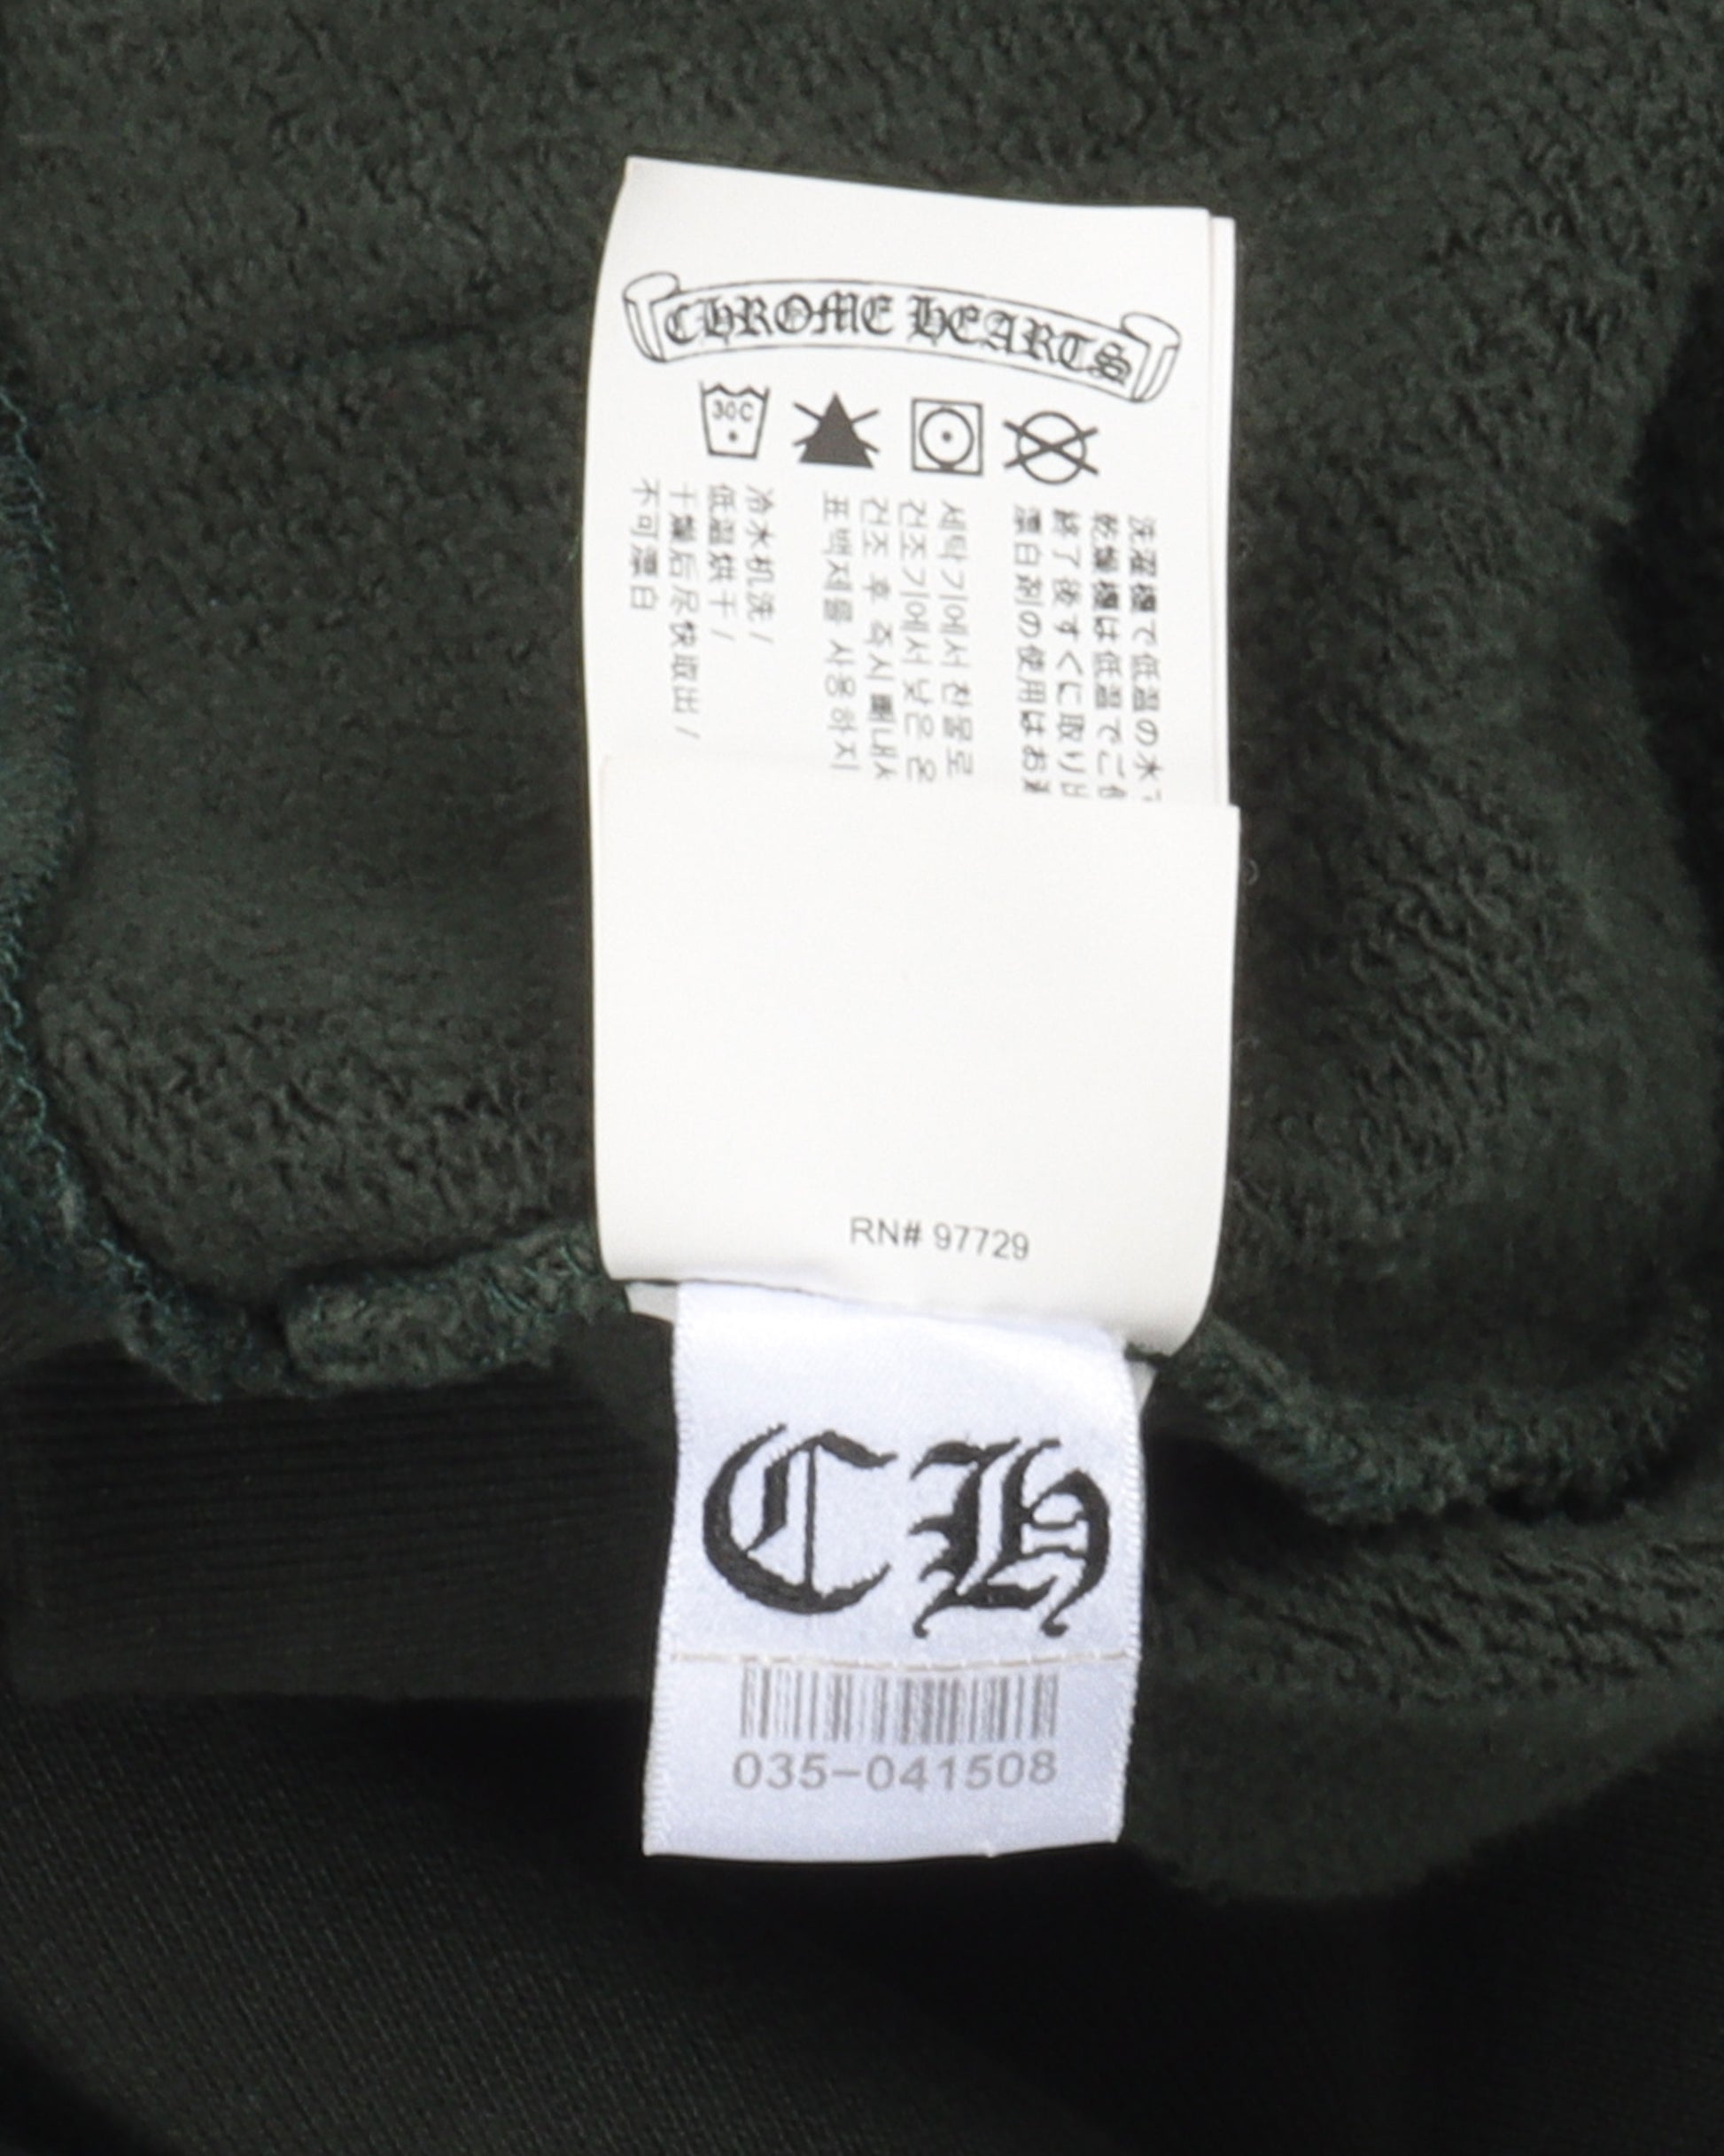 CHROME HEARTS
30C
冷水机洗 /
低温烘干 /
干燥后尽快取出 /
不可漂白
세탁기에서 찬물로
건조기에서 낮은 온
건조 후 즉시 빼내
표백제를 사용하지
洗濯機で低温の水
乾燥機は低温でご
終了後すぐに取り
漂白剤の使用はお
RN# 97729
CH
035-041508